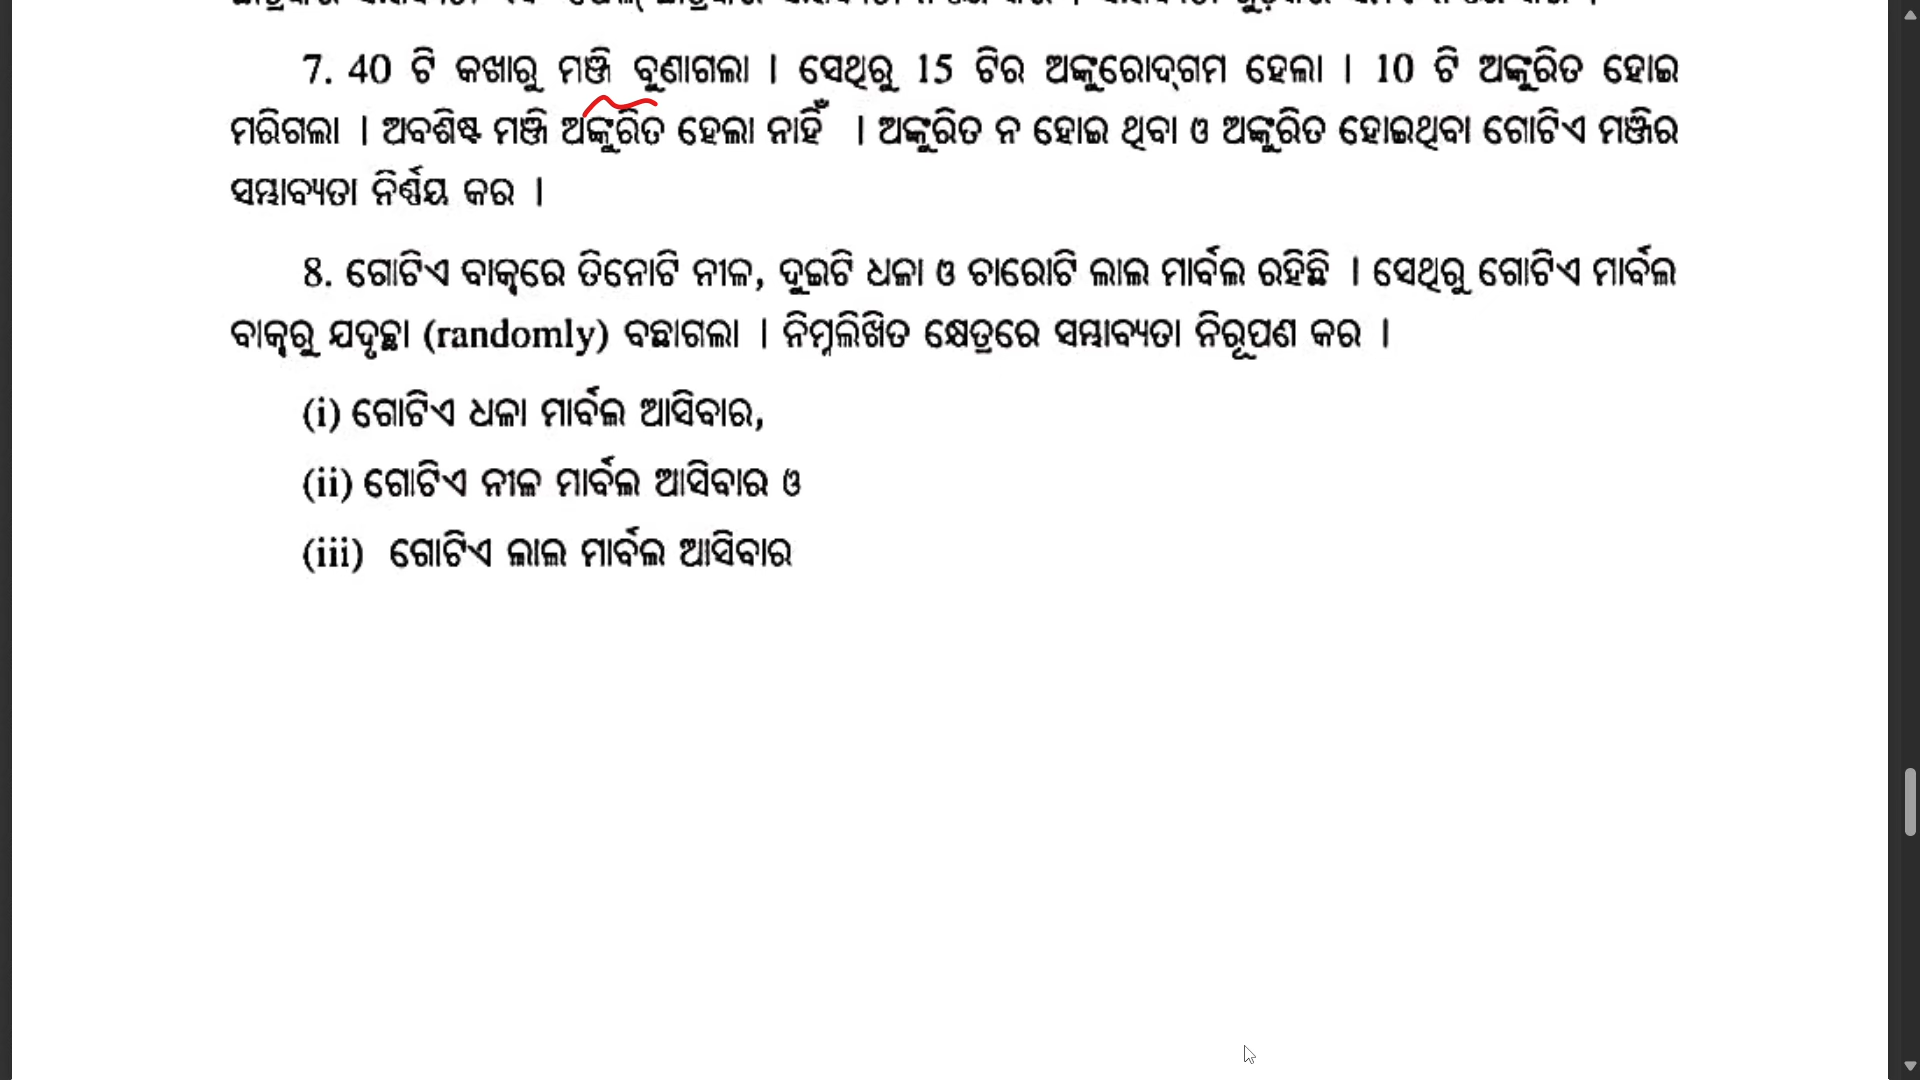 7. 40 ଟି କଖାରୁ ମଞ୍ଜି ବୁଣାଗଲା । ସେଥିରୁ 15 ଟିର ଅଙ୍କୁରୋଦ୍‌ଗମ ହେଲା । 10 ଟି ଅଙ୍କୁରିତ ହୋଇ
ମରିଗଲା । ଅବଶିଷ୍ଟ ମଞ୍ଜି ଅଙ୍କୁରିତ ହେଲା ନାହିଁ । ଅଙ୍କୁରିତ ନ ହୋଇ ଥିବା ଓ ଅଙ୍କୁରିତ ହୋଇଥିବା ଗୋଟିଏ ମଞ୍ଜିର
ସମ୍ଭାବ୍ୟତା ନିର୍ଣ୍ଣୟ କର ।
8. ଗୋଟିଏ ବାକ୍ସରେ ତିନୋଟି ନୀଳ, ଦୁଇଟି ଧଳା ଓ ଚାରୋଟି ଲାଲ ମାର୍ବଲ ରହିଛି । ସେଥିରୁ ଗୋଟିଏ ମାର୍ବଲ
ବାକ୍ସରୁ ଯଦୃଚ୍ଛା (randomly) ବଛାଗଲା । ନିମ୍ନଲିଖିତ କ୍ଷେତ୍ରରେ ସମ୍ଭାବ୍ୟତା ନିରୂପଣ କର ।
(i) ଗୋଟିଏ ଧଳା ମାର୍ବଲ ଆସିବାର,
(ii) ଗୋଟିଏ ନୀଳ ମାର୍ବଲ ଆସିବାର ଓ
(iii) ଗୋଟିଏ ଲାଲ ମାର୍ବଲ ଆସିବାର